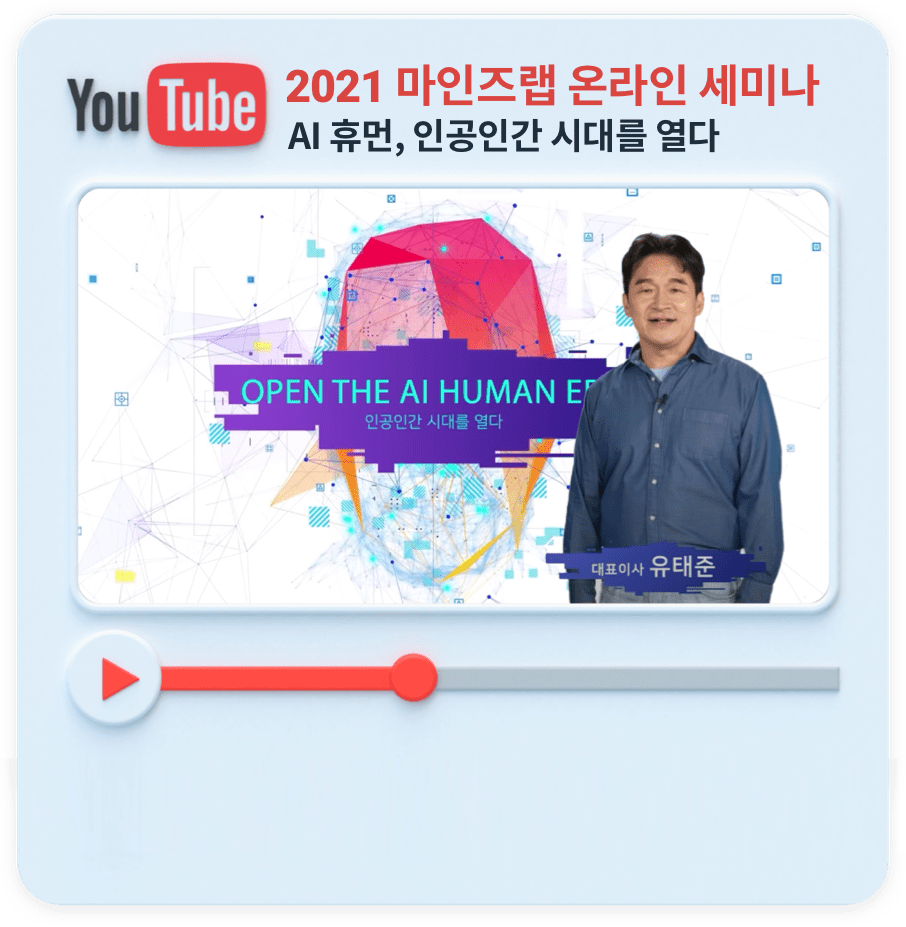 YouTube
2021 마인즈랩 온라인 세미나
AI 휴먼, 인공인간 시대를 열다
OPEN THE AI HUMAN
인공인간 시대를 열다
대표이사 유태준